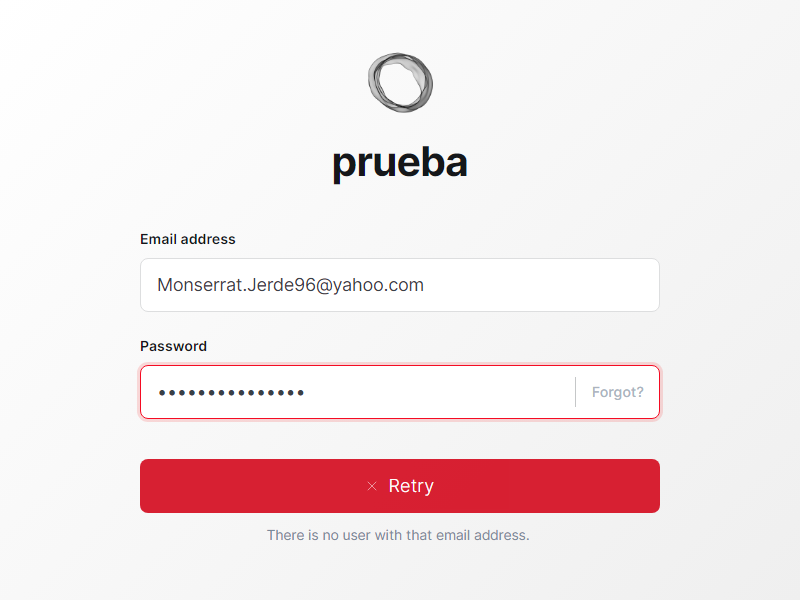 prueba
Email address
Monserrat.Jerde96@yahoo.com
Password
•••••••••••••••
Forgot?
Retry
There is no user with that email address.